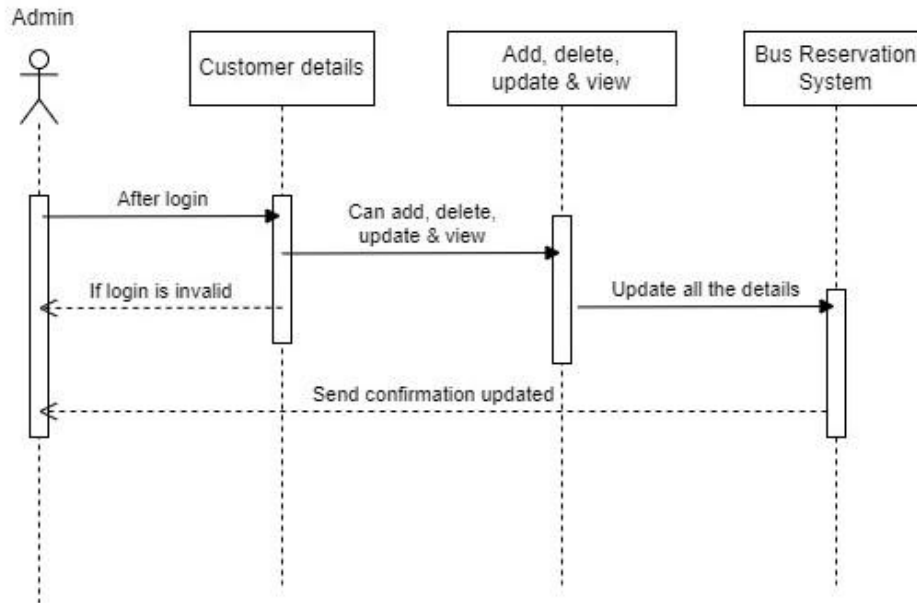 Admin
Customer details
Add, delete,
update & view
Bus Reservation
System
After login
Can add, delete,
update & view
If login is invalid
Update all the details
Send confirmation updated